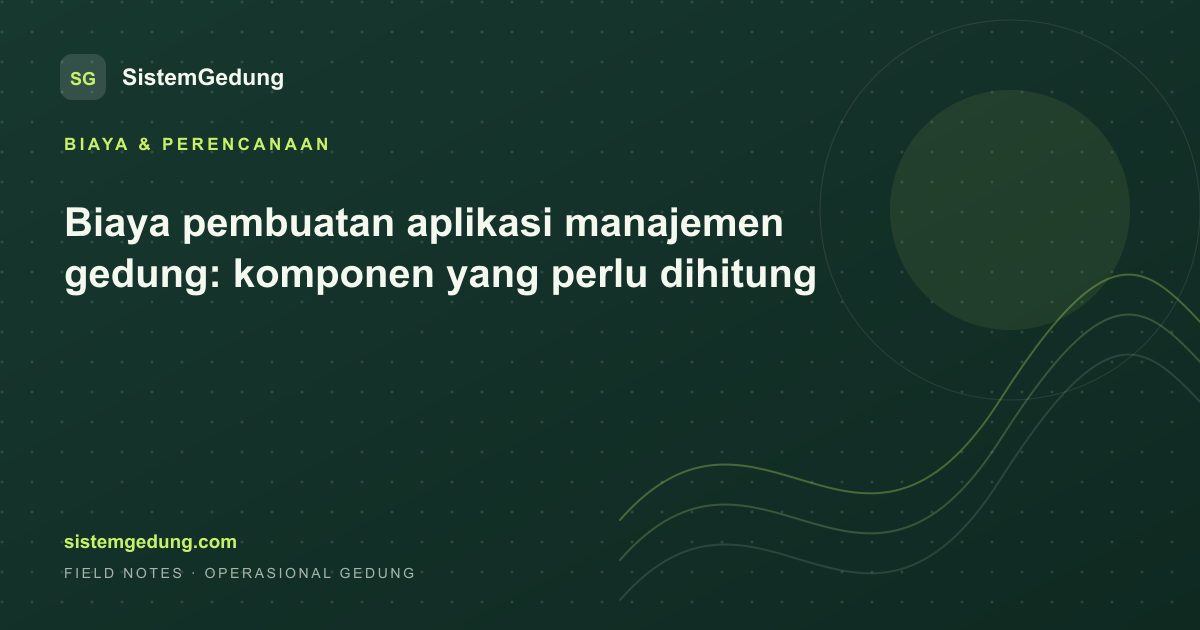 SG
SistemGedung
BIAYA & PERENCANAAN
Biaya pembuatan aplikasi manajemen
gedung: komponen yang perlu dihitung
sistemgedung.com
FIELD NOTES · OPERASIONAL GEDUNG